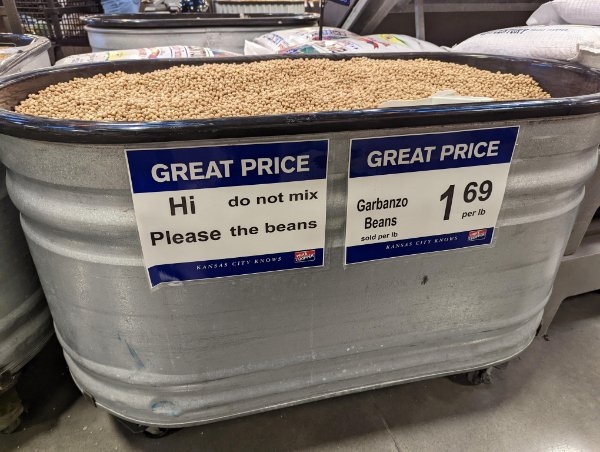 GREAT PRICE
Hi do not mix
Please the beans
KANSAS CITY KNOWS
GREAT PRICE
Garbanzo
Beans
sold per lb
1 69
per lb
KANSAS CITY KNOWS